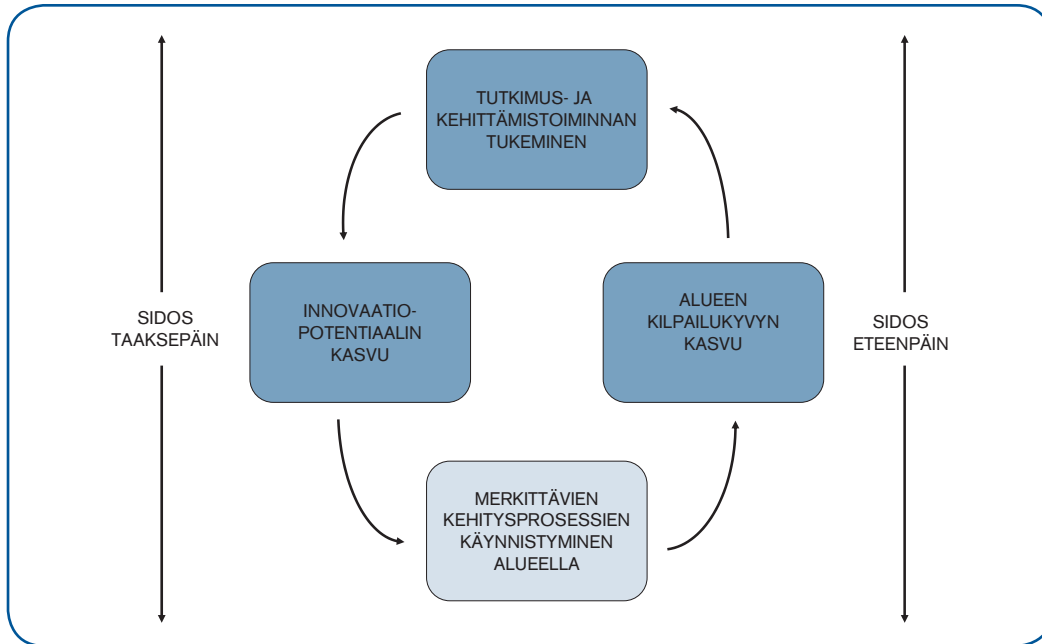 TUTKIMUS- JA
KEHITTÄMISTOIMINNAN
TUKEMINEN
SIDOS
TAAKSEPÄIN
INNOVAATIO-
POTENTIAALIN
KASVU
ALUEEN
KILPAILUKYVYN
KASVU
SIDOS
ETEENPÄIN
MERKITTÄVIEN
KEHITYSPROSESSIEN
KÄYNNISTYMINEN
ALUEELLA